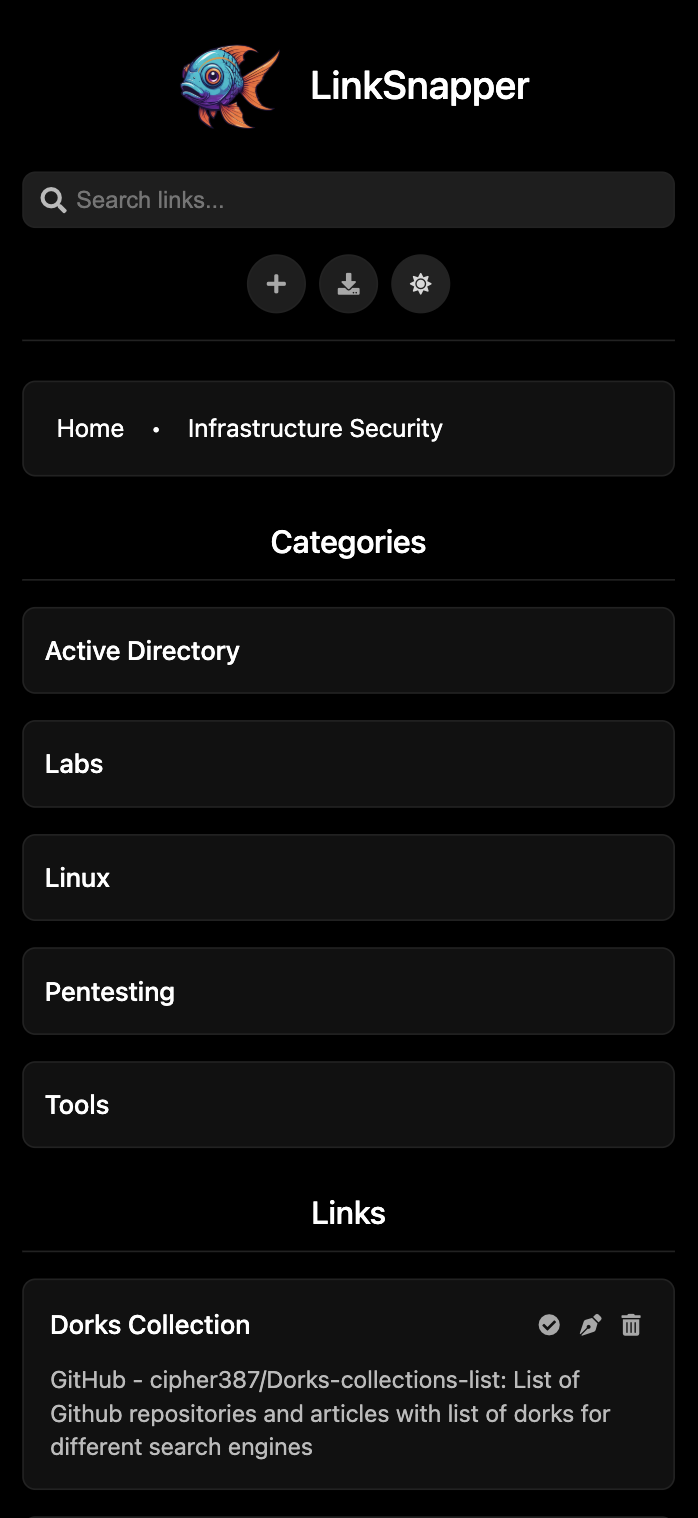 LinkSnapper
Search links...
Home • Infrastructure Security
Categories
Active Directory
Labs
Linux
Pentesting
Tools
Links
Dorks Collection
GitHub - cipher387/Dorks-collections-list: List of
Github repositories and articles with list of dorks for
different search engines